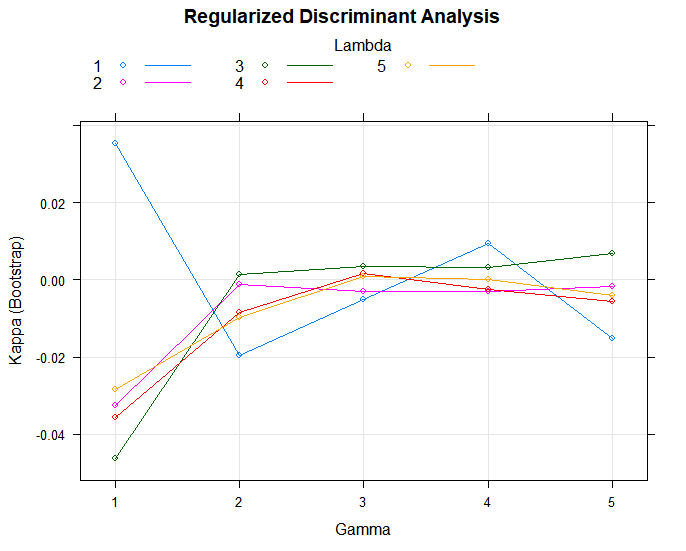 Regularized Discriminant Analysis
Lambda
1 3 5
2 4
0.02
0.00
-0.02
-0.04
Kappa (Bootstrap)
1 2 3 4 5
Gamma